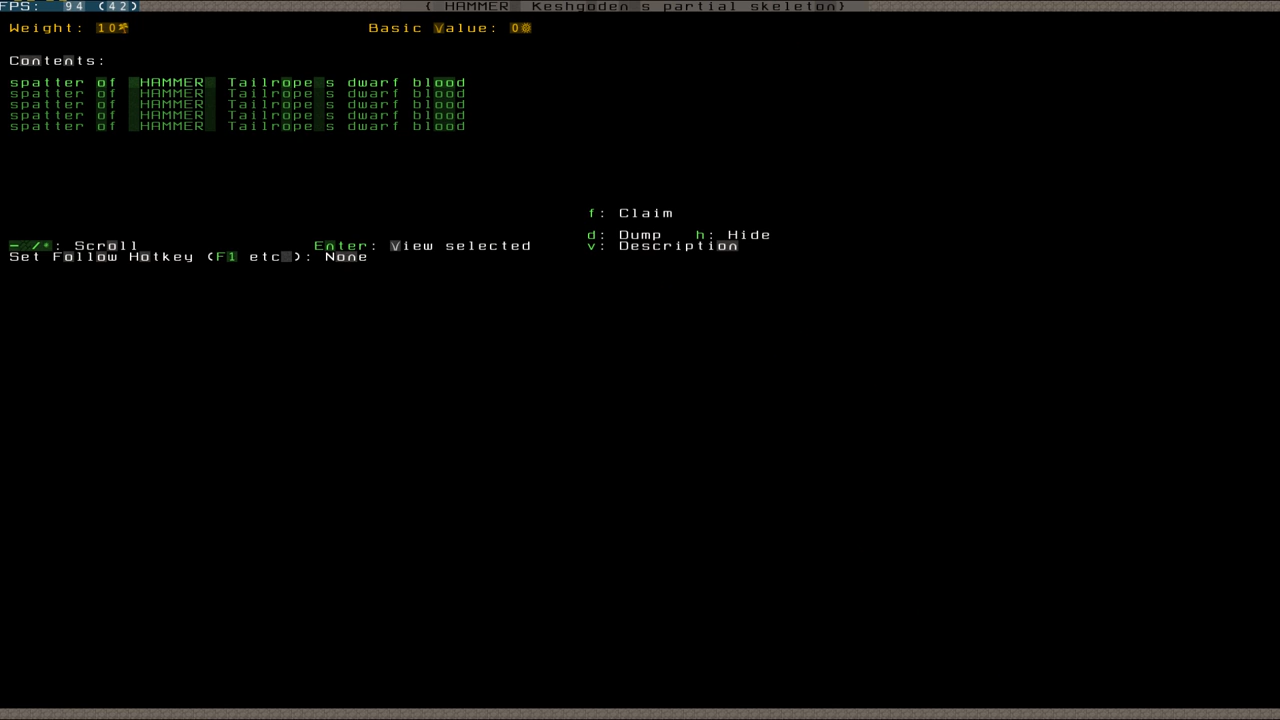 FPS: 94 (42) { HAMMER Keshgoden s partial skeleton}
Weight: 10 Basic Value: 0☼
Contents:
spatter of HAMMER Tailrope s dwarf blood
spatter of HAMMER Tailrope s dwarf blood
spatter of HAMMER Tailrope s dwarf blood
spatter of HAMMER Tailrope s dwarf blood
spatter of HAMMER Tailrope s dwarf blood
f: Claim
d: Dump h: Hide
-/*: Scroll Enter: View selected v: Description
Set Follow Hotkey (F1 etc ): None